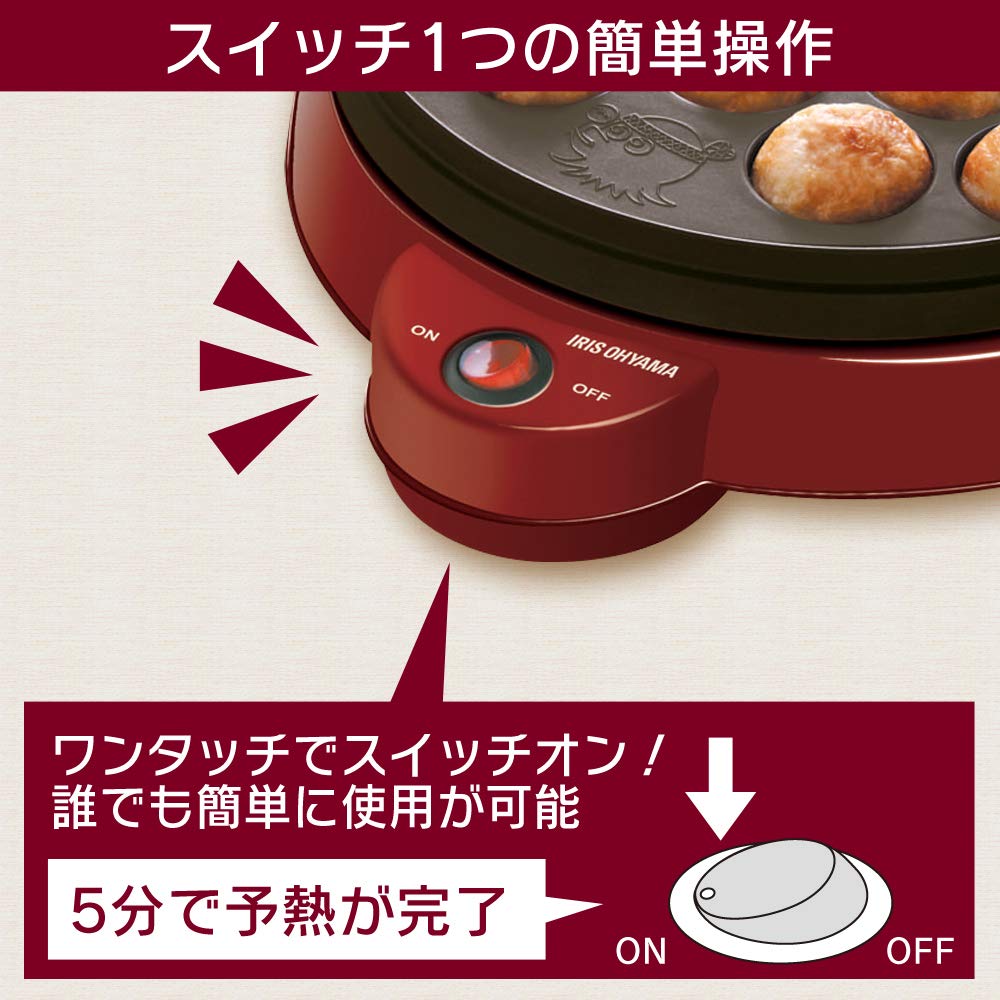 スイッチ1つの簡単操作
ON
IRIS OHYAMA
OFF
ワンタッチでスイッチオン！
誰でも簡単に使用が可能
5分で予熱が完了
ON
OFF